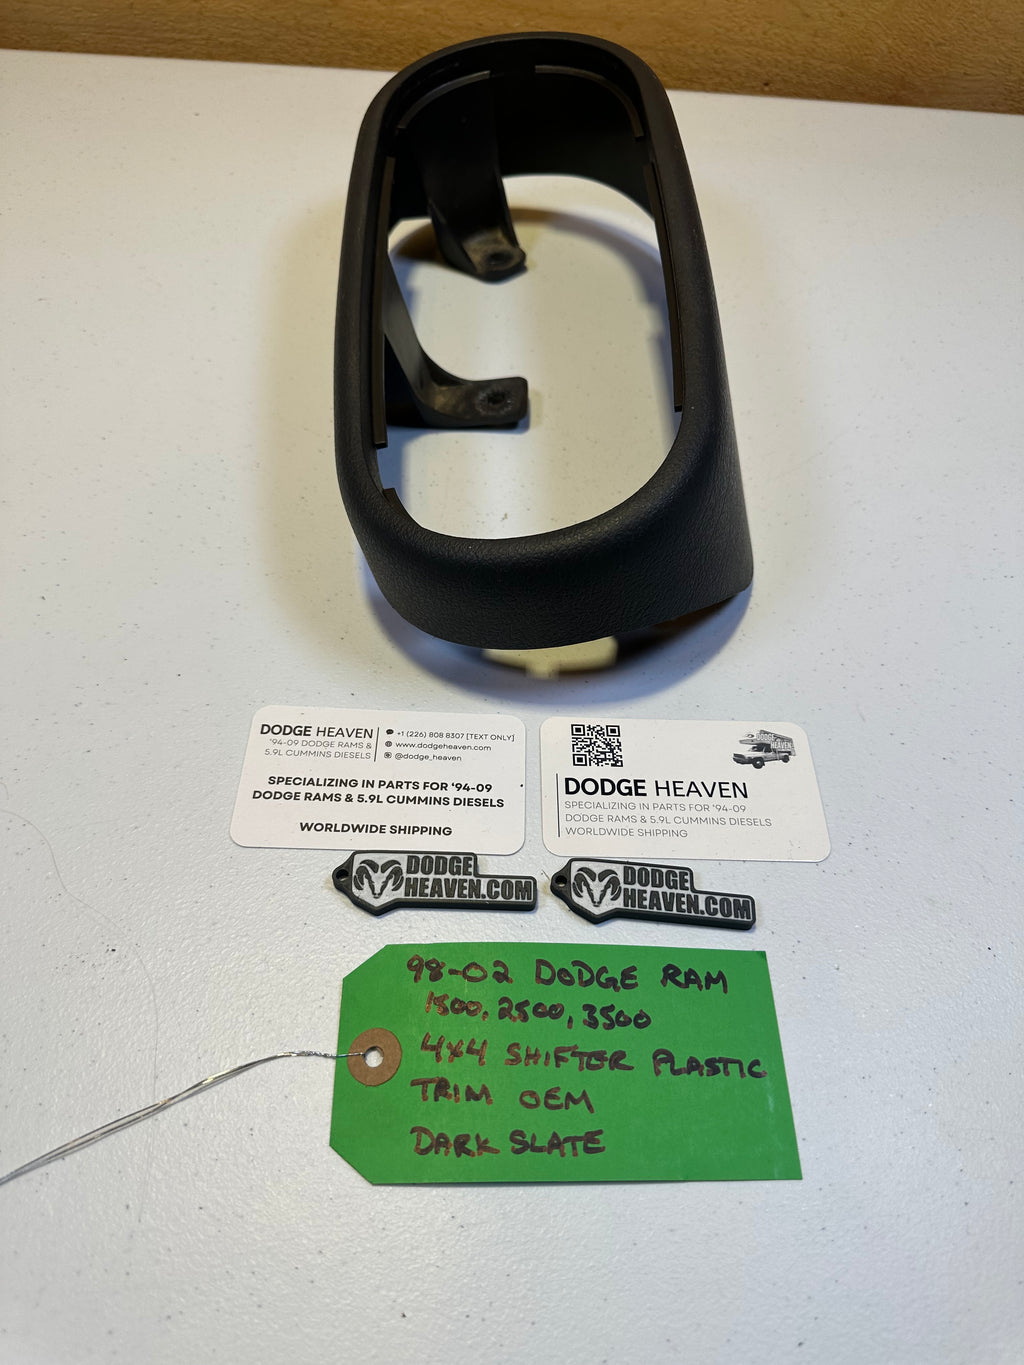 DODGE HEAVEN
'94-09 DODGE RAMS &
5.9L CUMMINS DIESELS
+1 (226) 808 8307 [TEXT ONLY]
www.dodgeheaven.com
@dodge_heaven
SPECIALIZING IN PARTS FOR '94-09
DODGE RAMS & 5.9L CUMMINS DIESELS
WORLDWIDE SHIPPING
DODGE HEAVEN
DODGE HEAVEN
SPECIALIZING IN PARTS FOR '94-09
DODGE RAMS & 5.9L CUMMINS DIESELS
WORLDWIDE SHIPPING
DODGE
HEAVEN.COM
DODGE
HEAVEN.COM
98-02 DODGE RAM
1500, 2500, 3500
4x4 SHIFTER PLASTIC
TRIM OEM
DARK SLATE